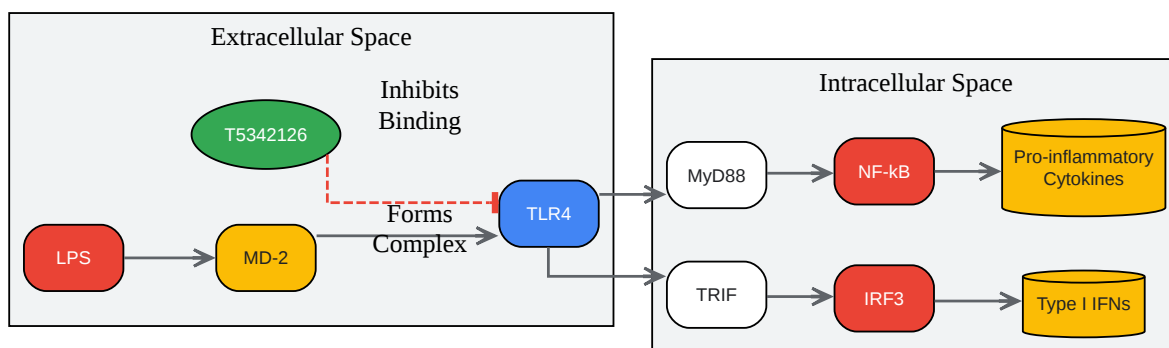 Extracellular Space
Inhibits
Binding
T5342126
Forms
Complex
TLR4
LPS
MD-2
Intracellular Space
MyD88
NF-kB
Pro-inflammatory
Cytokines
TRIF
IRF3
Type I IFNs